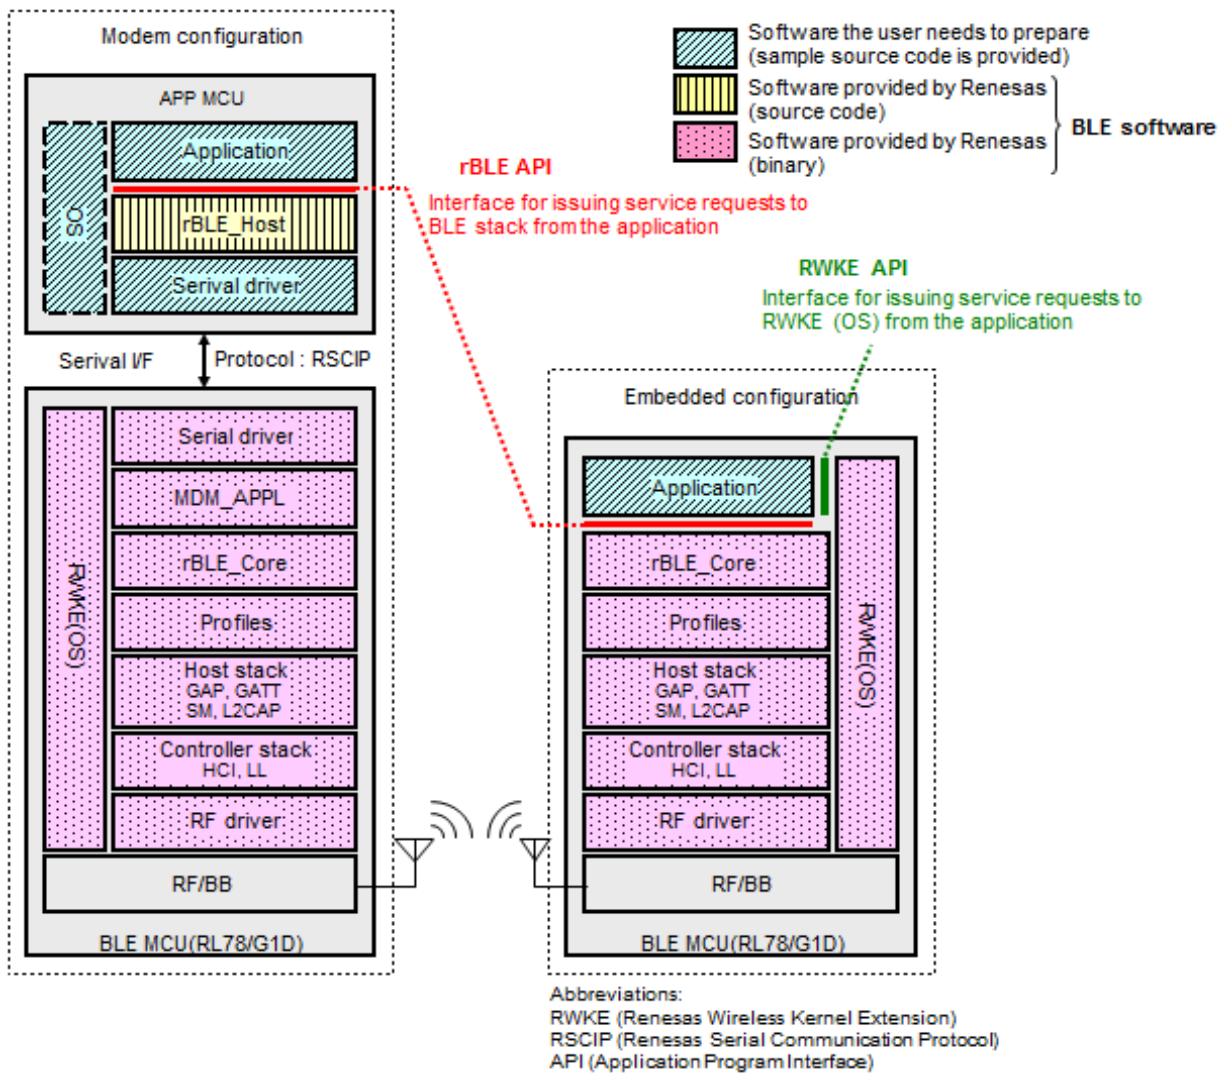 Modem configuration
APP MCU
OS
Application
rBLE_Host
Serival driver
Serival I/F
Protocol : RSCIP
RWKE(OS)
Serial driver
MDM_APPL
rBLE_Core
Profiles
Host stack
GAP, GATT
SM, L2CAP
Controller stack
HCI, LL
RF driver
RF/BB
BLE MCU(RL78/G1D)
Software the user needs to prepare
(sample source code is provided)
Software provided by Renesas
(source code)
Software provided by Renesas
(binary)
BLE software
rBLE API
Interface for issuing service requests to
BLE stack from the application
RWKE API
Interface for issuing service requests to
RWKE (OS) from the application
Embedded configuration
Application
rBLE_Core
Profiles
Host stack
GAP, GATT
SM, L2CAP
Controller stack
HCI, LL
RF driver
RWKE(OS)
RF/BB
BLE MCU(RL78/G1D)
Abbreviations:
RWKE (Renesas Wireless Kernel Extension)
RSCIP (Renesas Serial Communication Protocol)
API (Application Program Interface)